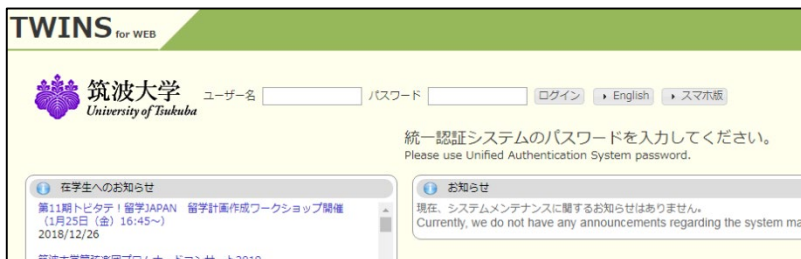 TWINS for WEB
筑波大学
University of Tsukuba
ユーザー名
パスワード
ログイン
English
スマホ版
統一認証システムのパスワードを入力してください。
Please use Unified Authentication System password.
在学生へのお知らせ
第11期トビタテ！留学JAPAN 留学計画作成ワークショップ開催
（1月25日（金）16:45～）
2018/12/26
お知らせ
現在、システムメンテナンスに関するお知らせはありません。
Currently, we do not have any announcements regarding the system ma